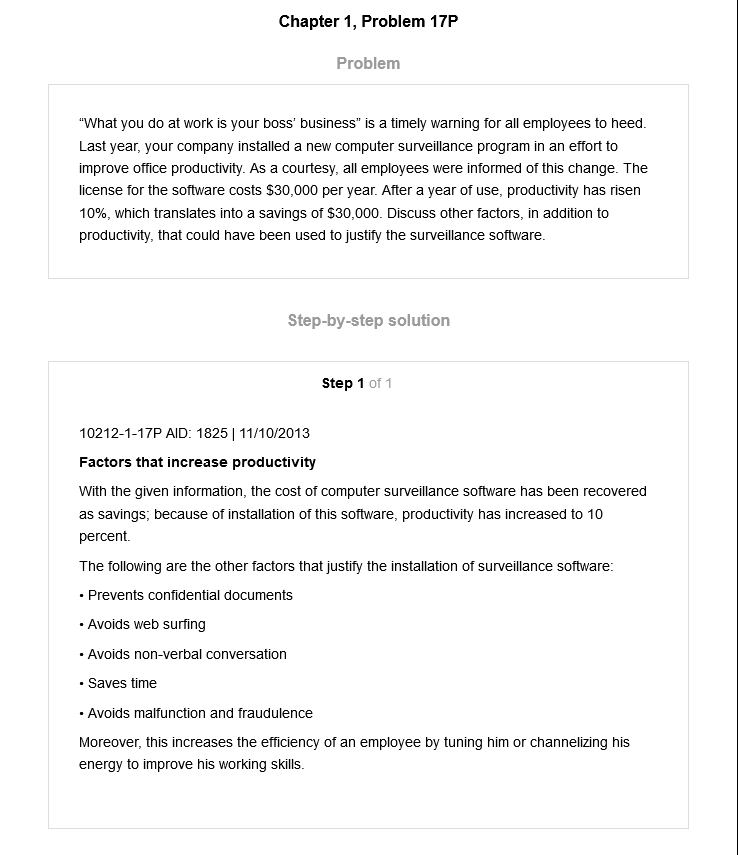 Chapter 1, Problem 17P
Problem
“What you do at work is your boss’ business” is a timely warning for all employees to heed.
Last year, your company installed a new computer surveillance program in an effort to
improve office productivity. As a courtesy, all employees were informed of this change. The
license for the software costs $30,000 per year. After a year of use, productivity has risen
10%, which translates into a savings of $30,000. Discuss other factors, in addition to
productivity, that could have been used to justify the surveillance software.
Step-by-step solution
Step 1 of 1
10212-1-17P AID: 1825 | 11/10/2013
Factors that increase productivity
With the given information, the cost of computer surveillance software has been recovered
as savings; because of installation of this software, productivity has increased to 10
percent.
The following are the other factors that justify the installation of surveillance software:
• Prevents confidential documents
• Avoids web surfing
• Avoids non-verbal conversation
• Saves time
• Avoids malfunction and fraudulence
Moreover, this increases the efficiency of an employee by tuning him or channelizing his
energy to improve his working skills.